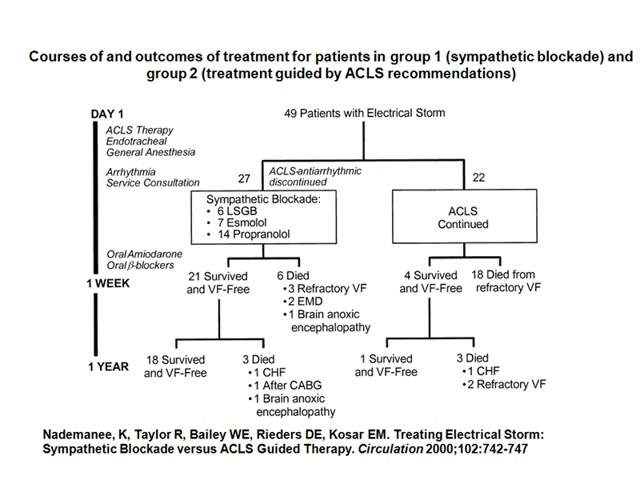 Courses of and outcomes of treatment for patients in group 1 (sympathetic blockade) and
group 2 (treatment guided by ACLS recommendations)
DAY 1
49 Patients with Electrical Storm
ACLS Therapy
Endotracheal
General Anesthesia
Arrhythmia
Service Consultation
27
ACLS-antiarrhythmic
discontinued
22
Sympathetic Blockade:
• 6 LSGB
• 7 Esmolol
• 14 Propranolol
ACLS
Continued
Oral Amiodarone
Oral β-blockers
1 WEEK
21 Survived
and VF-Free
6 Died
•3 Refractory VF
•2 EMD
•1 Brain anoxic
encephalopathy
4 Survived
and VF-Free
18 Died from
refractory VF
1 YEAR
18 Survived
and VF-Free
3 Died
•1 CHF
•1 After CABG
•1 Brain anoxic
encephalopathy
1 Survived
and VF-Free
3 Died
•1 CHF
•2 Refractory VF
Nademanee, K, Taylor R, Bailey WE, Rieders DE, Kosar EM. Treating Electrical Storm:
Sympathetic Blockade versus ACLS Guided Therapy. Circulation 2000;102:742-747